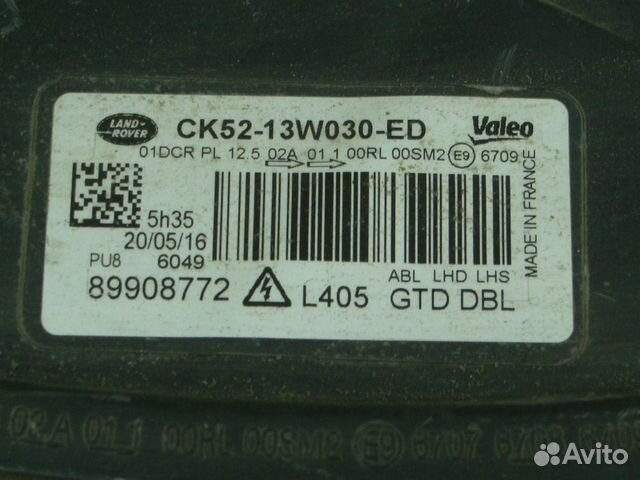 LAND-
ROVER
CK52-13W030-ED
Valeo
01DCR PL 12.5 02A 01 1 00RL 00SM2 E9 6709
MADE IN FRANCE
5h35
20/05/16
PU8 6049
ABL LHD LHS
89908772 L405 GTD DBL
02A 01 1 00RL 00SM2 E9 6707 6709
Avito